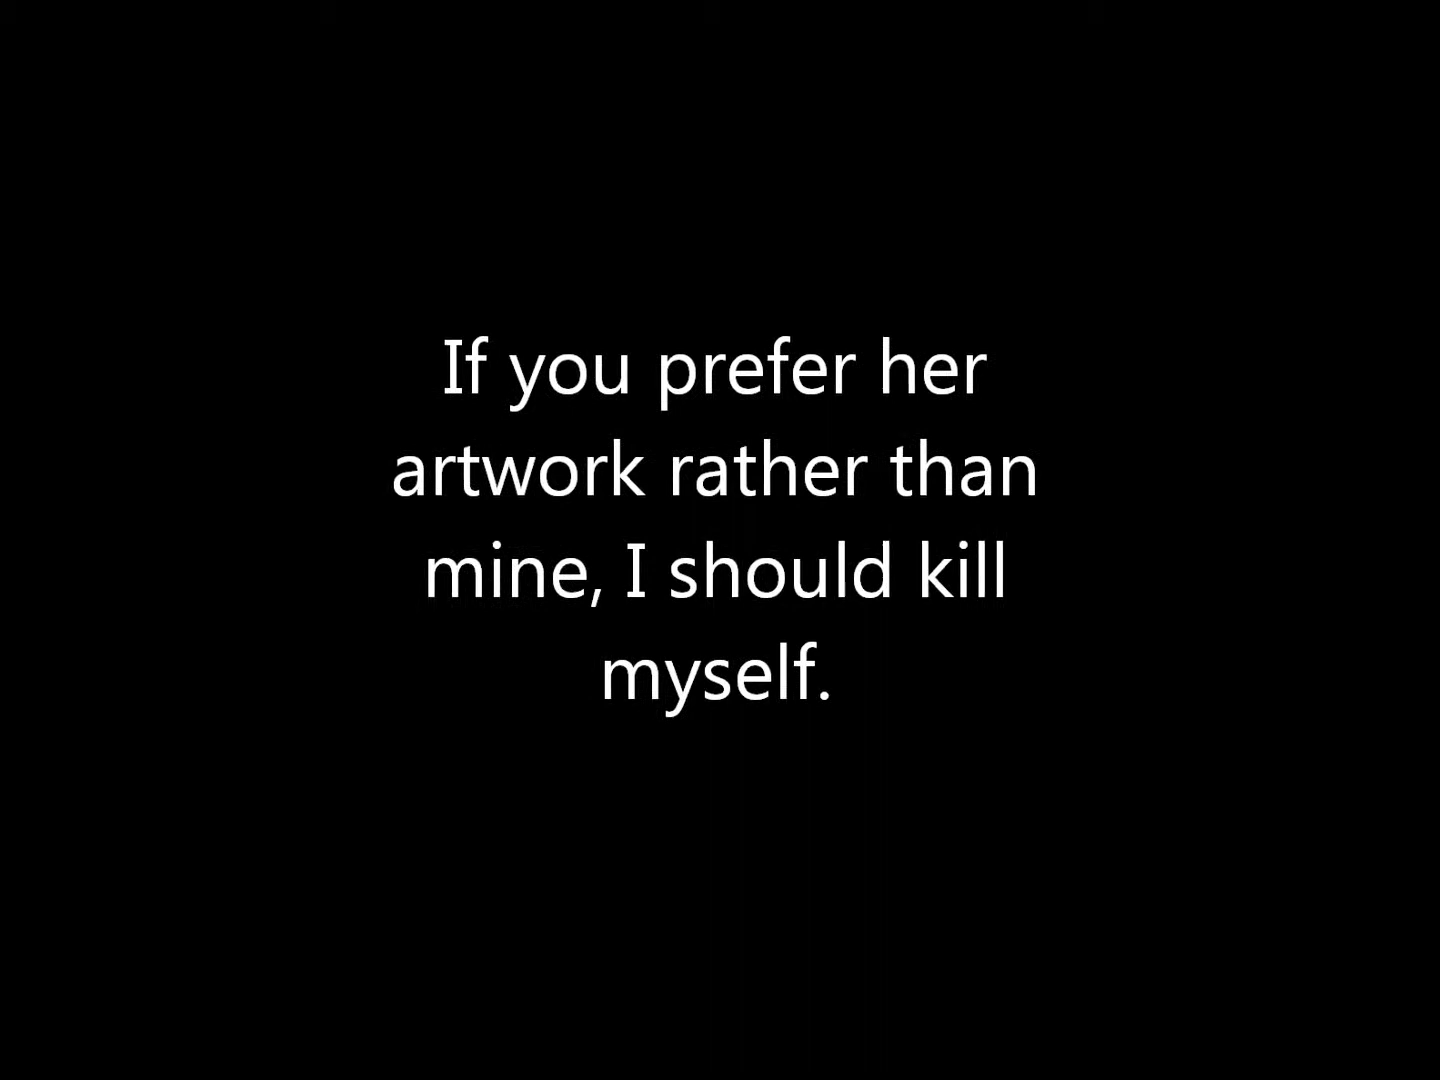 If you prefer her
artwork rather than
mine, I should kill
myself.